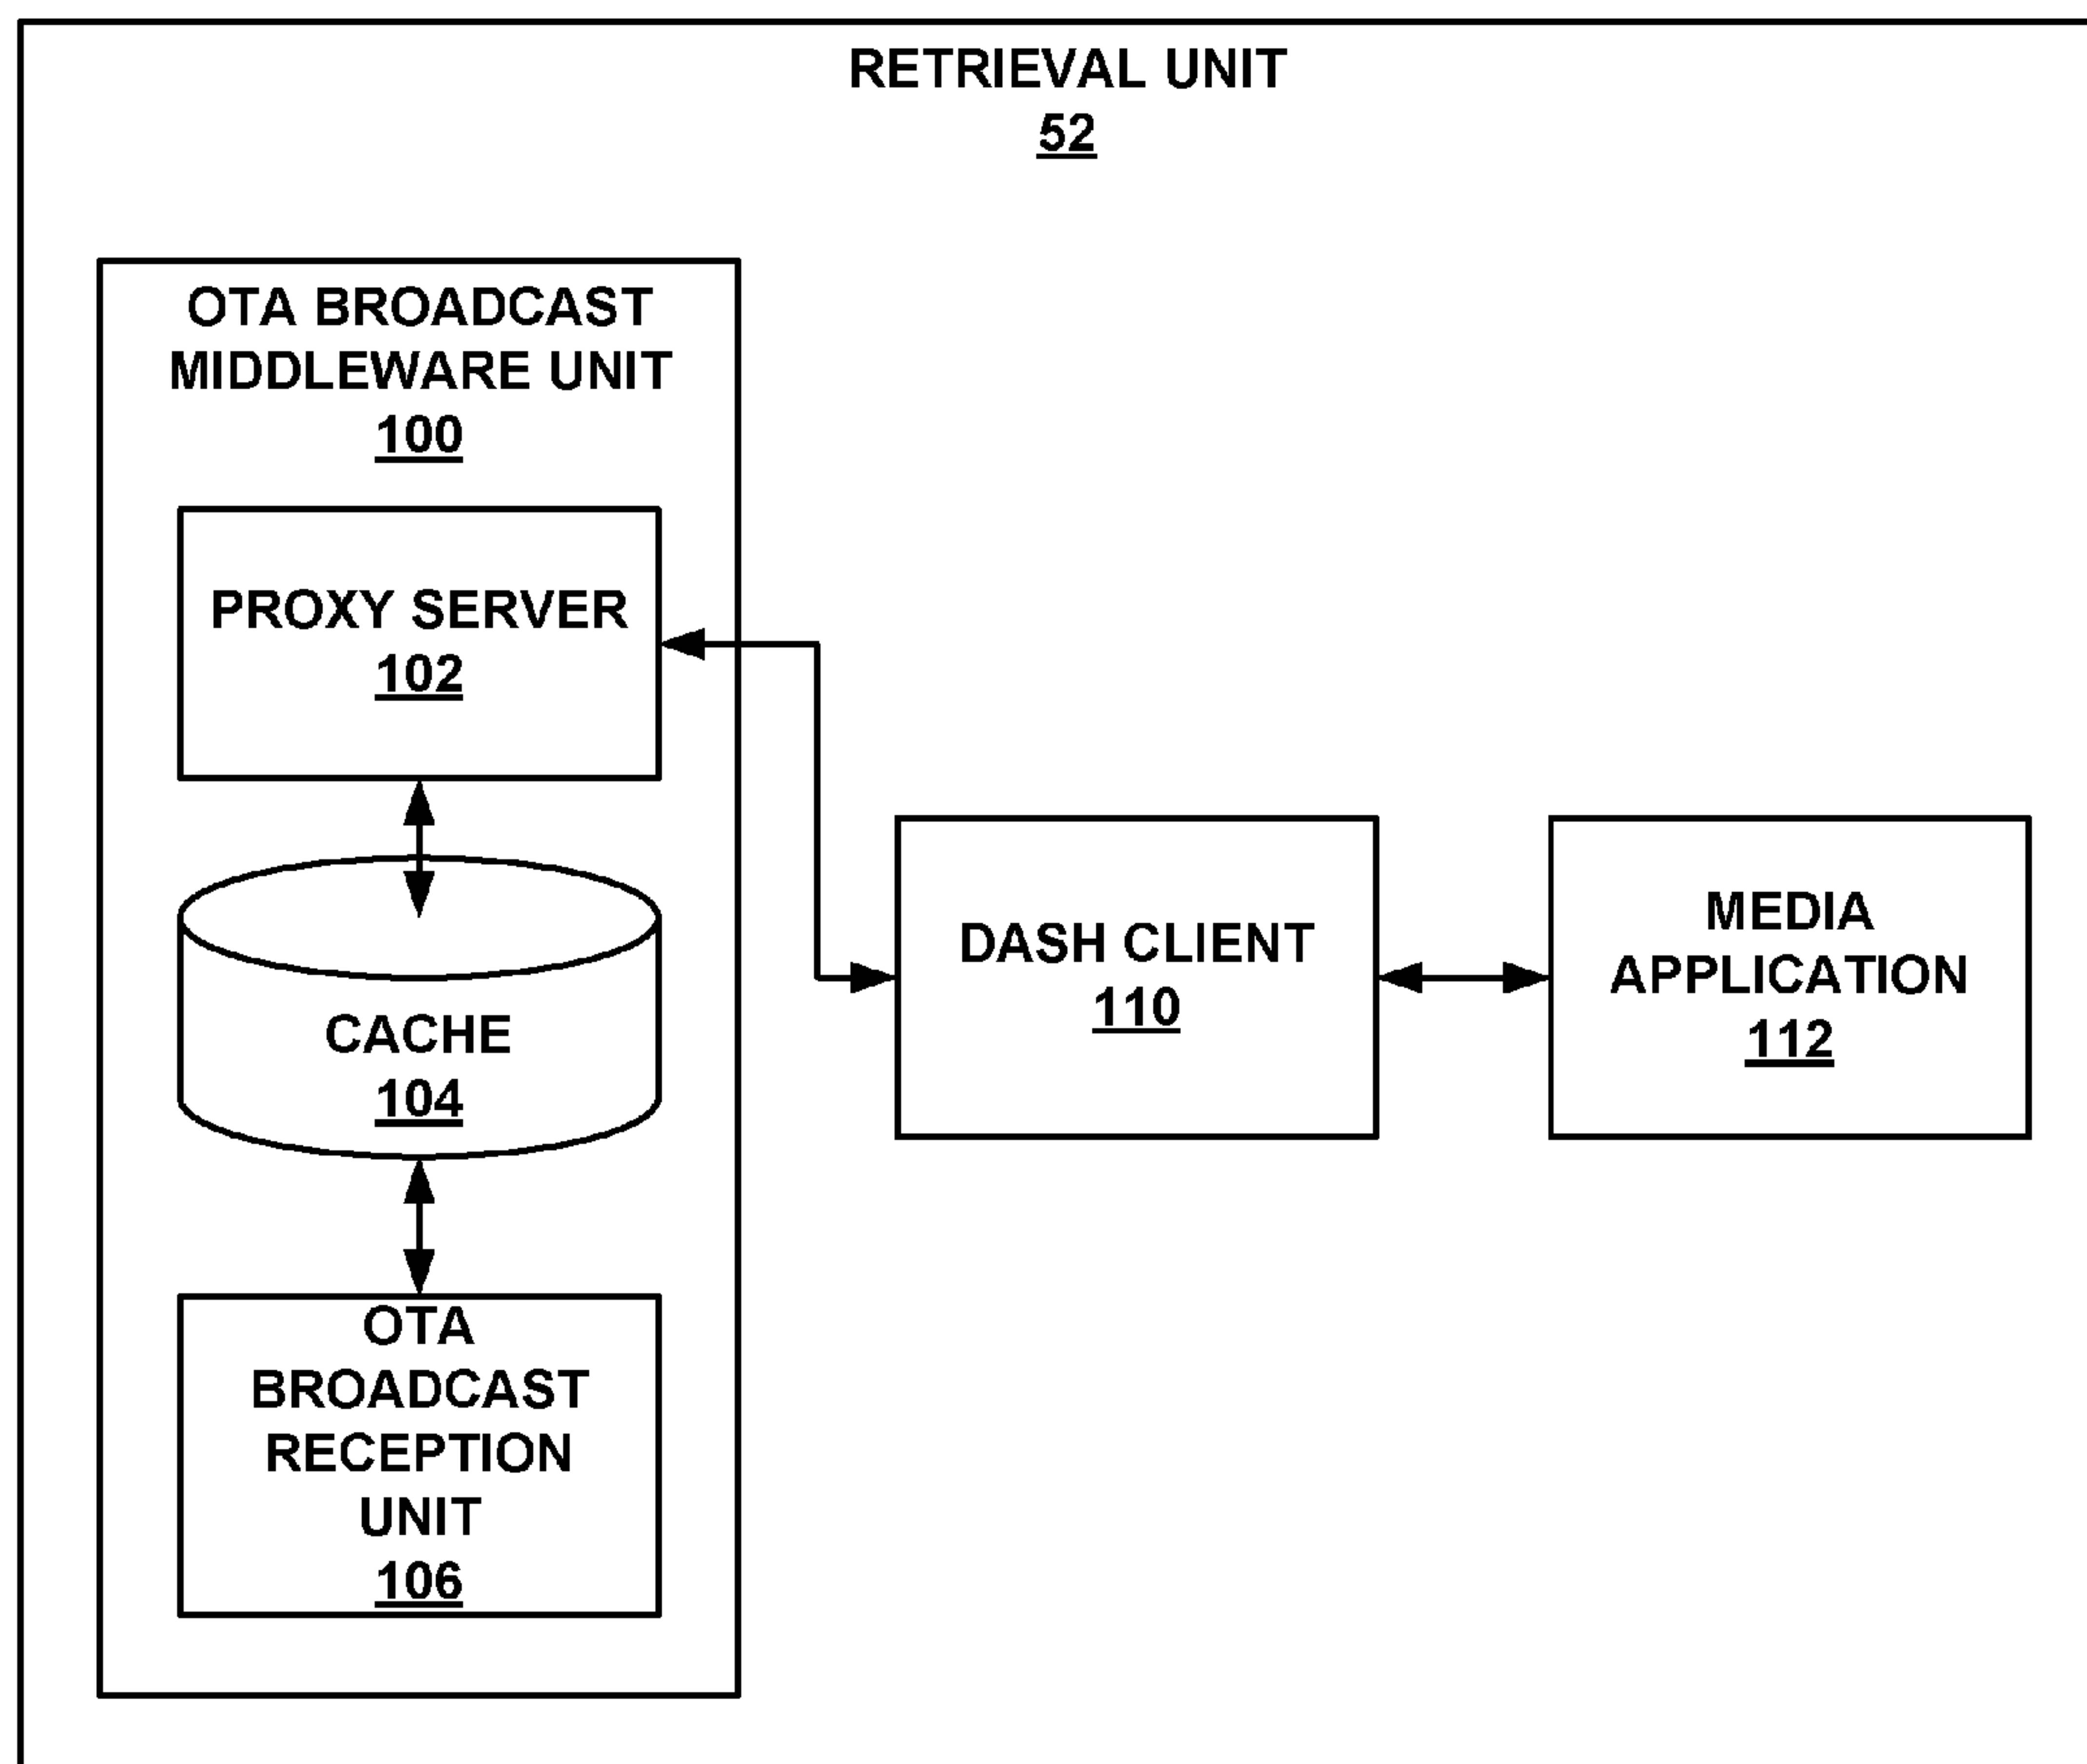 RETRIEVAL UNIT
52
OTA BROADCAST
MIDDLEWARE UNIT
100
PROXY SERVER
102
CACHE
104
OTA
BROADCAST
RECEPTION
UNIT
106
DASH CLIENT
110
MEDIA
APPLICATION
112